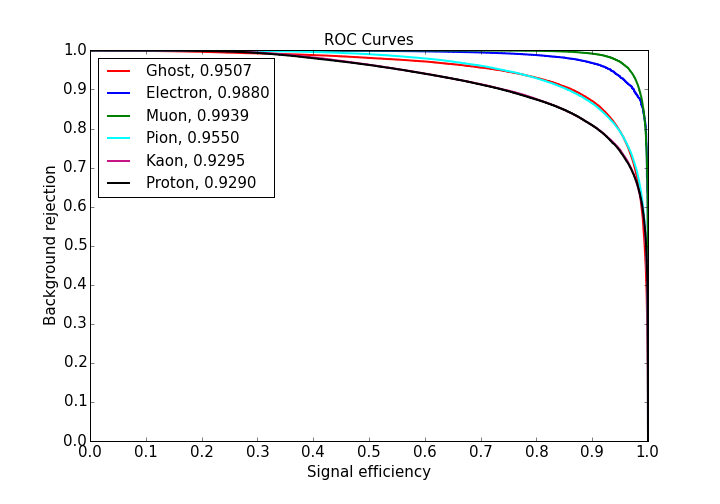 ROC Curves
1.0
0.9
0.8
0.7
0.6
0.5
0.4
0.3
0.2
0.1
0.0
Background rejection
Ghost, 0.9507
Electron, 0.9880
Muon, 0.9939
Pion, 0.9550
Kaon, 0.9295
Proton, 0.9290
0.0 0.1 0.2 0.3 0.4 0.5 0.6 0.7 0.8 0.9 1.0
Signal efficiency